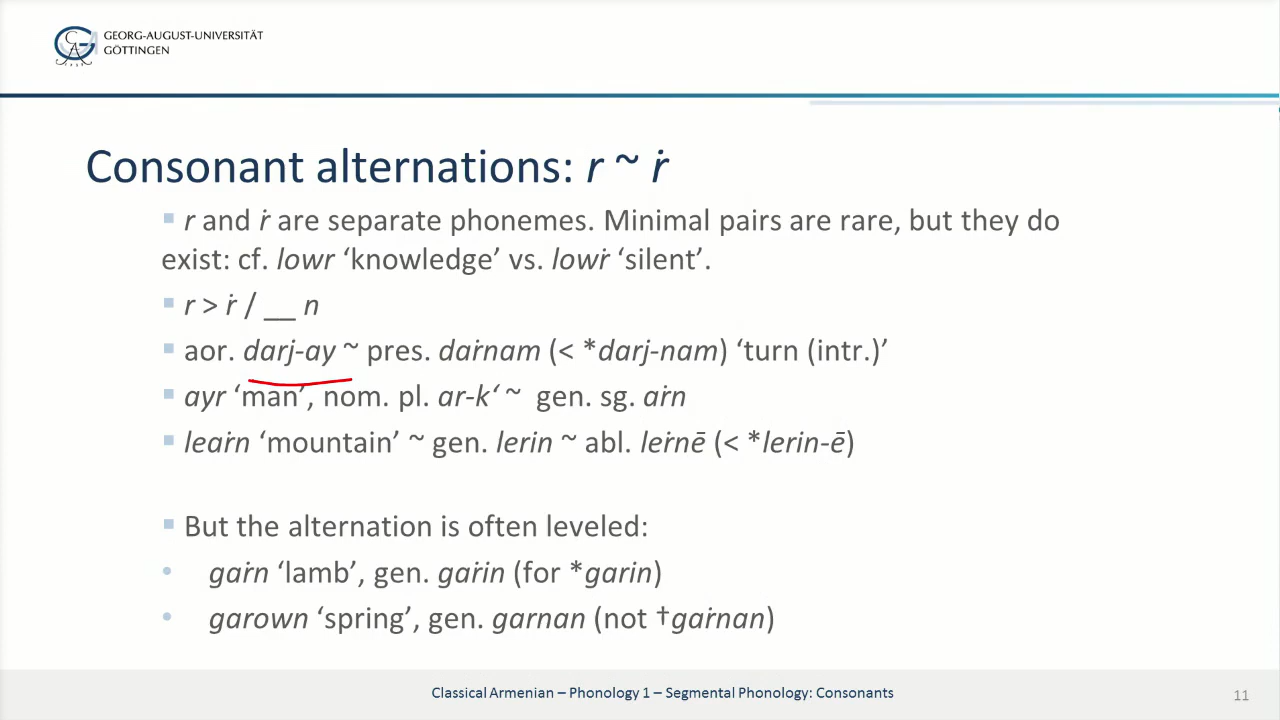 GEORG-AUGUST-UNIVERSITÄT
GÖTTINGEN
Consonant alternations: r ~ ṙ
▪ r and ṙ are separate phonemes. Minimal pairs are rare, but they do
exist: cf. lowr ‘knowledge’ vs. lowṙ ‘silent’.
▪ r > ṙ / __ n
▪ aor. darj-ay ~ pres. daṙnam (< *darj-nam) ‘turn (intr.)’
▪ ayr ‘man’, nom. pl. ar-k‘ ~ gen. sg. aṙn
▪ leaṙn ‘mountain’ ~ gen. lerin ~ abl. leṙnē (< *lerin-ē)
▪ But the alternation is often leveled:
• gaṙn ‘lamb’, gen. gaṙin (for *garin)
• garown ‘spring’, gen. garnan (not †gaṙnan)
Classical Armenian – Phonology 1 – Segmental Phonology: Consonants
11